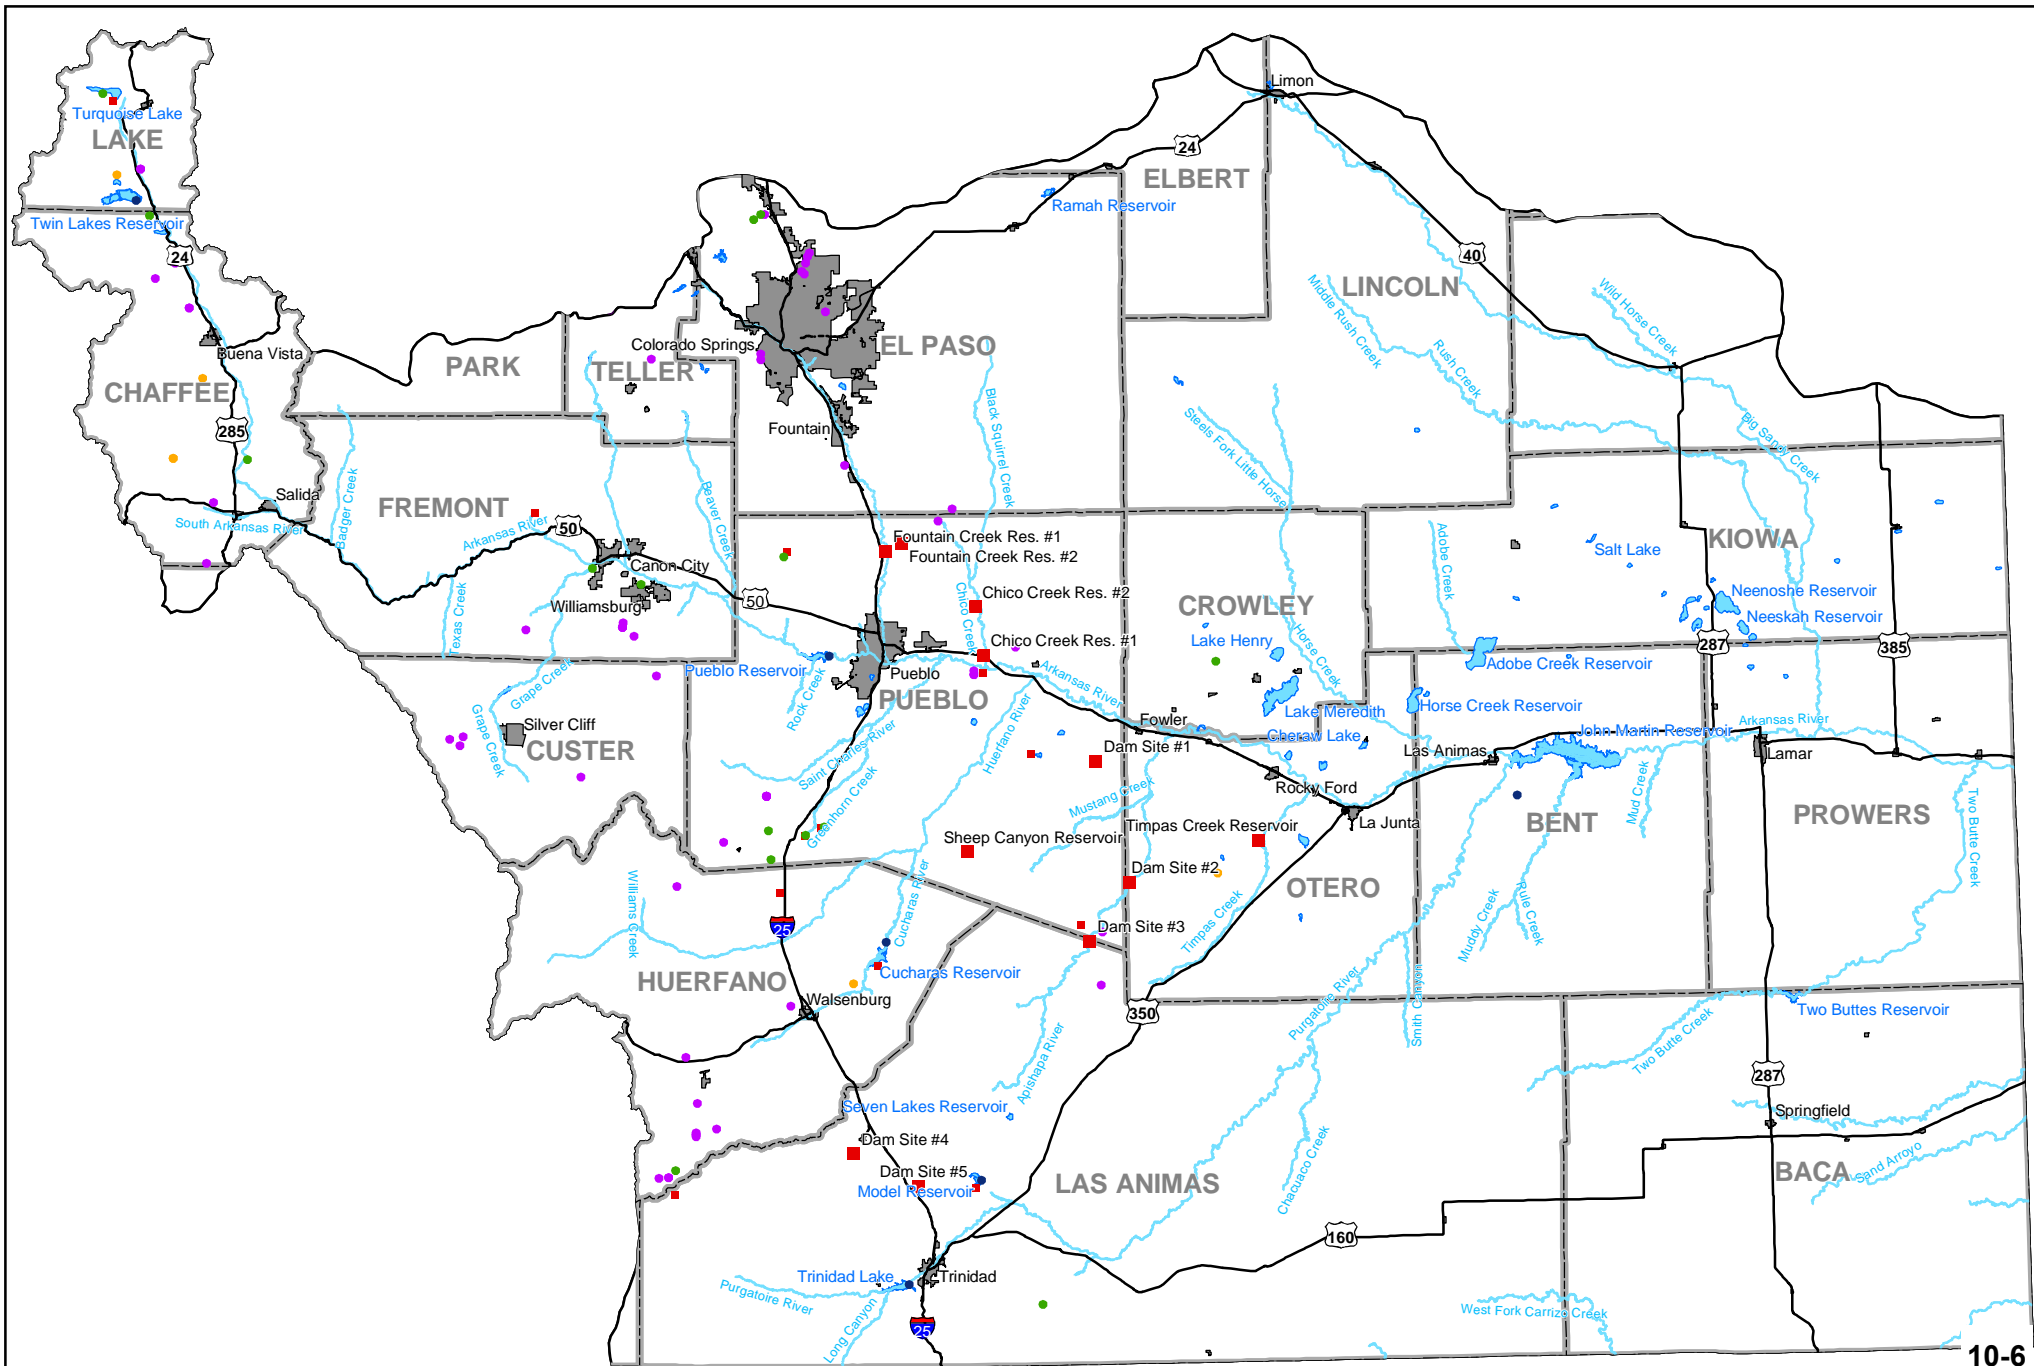 Limon
Turquoise Lake
LAKE
24
ELBERT
Ramah Reservoir
Twin Lakes Reservoir
24
40
LINCOLN
Middle Rush Creek
Wild Horse Creek
Buena Vista
Colorado Springs
EL PASO
PARK
TELLER
Rush Creek
CHAFFEE
Black Squirrel Creek
Steels Fork Little Horse
Big Sandy Creek
285
Fountain
Salida
Badger Creek
FREMONT
Beaver Creek
South Arkansas River
Arkansas River
50
Fountain Creek Res. #1
Fountain Creek Res. #2
Adobe Creek
Salt Lake
KIOWA
Canon City
Texas Creek
Williamsburg
50
Chico Creek Res. #2
Chico Creek
CROWLEY
Neenoshe Reservoir
Neeskah Reservoir
Lake Henry
Horse Creek
Chico Creek Res. #1
287
385
Pueblo Reservoir
Pueblo
Arkansas River
Adobe Creek Reservoir
Grape Creek
Rock Creek
PUEBLO
Horse Creek Reservoir
Lake Meredith
Silver Cliff
Grape Creek
CUSTER
Fowler
Cheraw Lake
Arkansas River
John Martin Reservoir
Saint Charles River
Huerfano River
Dam Site #1
Las Animas
Lamar
Greenhorn Creek
Mustang Creek
Rocky Ford
Mud Creek
Two Butte Creek
PROWERS
Sheep Canyon Reservoir
Timpas Creek Reservoir
La Junta
BENT
Dam Site #2
OTERO
Williams Creek
Cucharas River
Timpas Creek
Muddy Creek
Rule Creek
25
Dam Site #3
HUERFANO
Cucharas Reservoir
Walsenburg
350
Purgatoire River
Smith Canyon
Two Buttes Reservoir
Apishapa River
Two Butte Creek
287
Seven Lakes Reservoir
Springfield
Dam Site #4
Chacuaco Creek
Dam Site #5
Model Reservoir
LAS ANIMAS
BACA
Sand Arroyo
160
Trinidad Lake
Trinidad
Purgatoire River
Long Canyon
25
West Fork Carrizo Creek
10-6